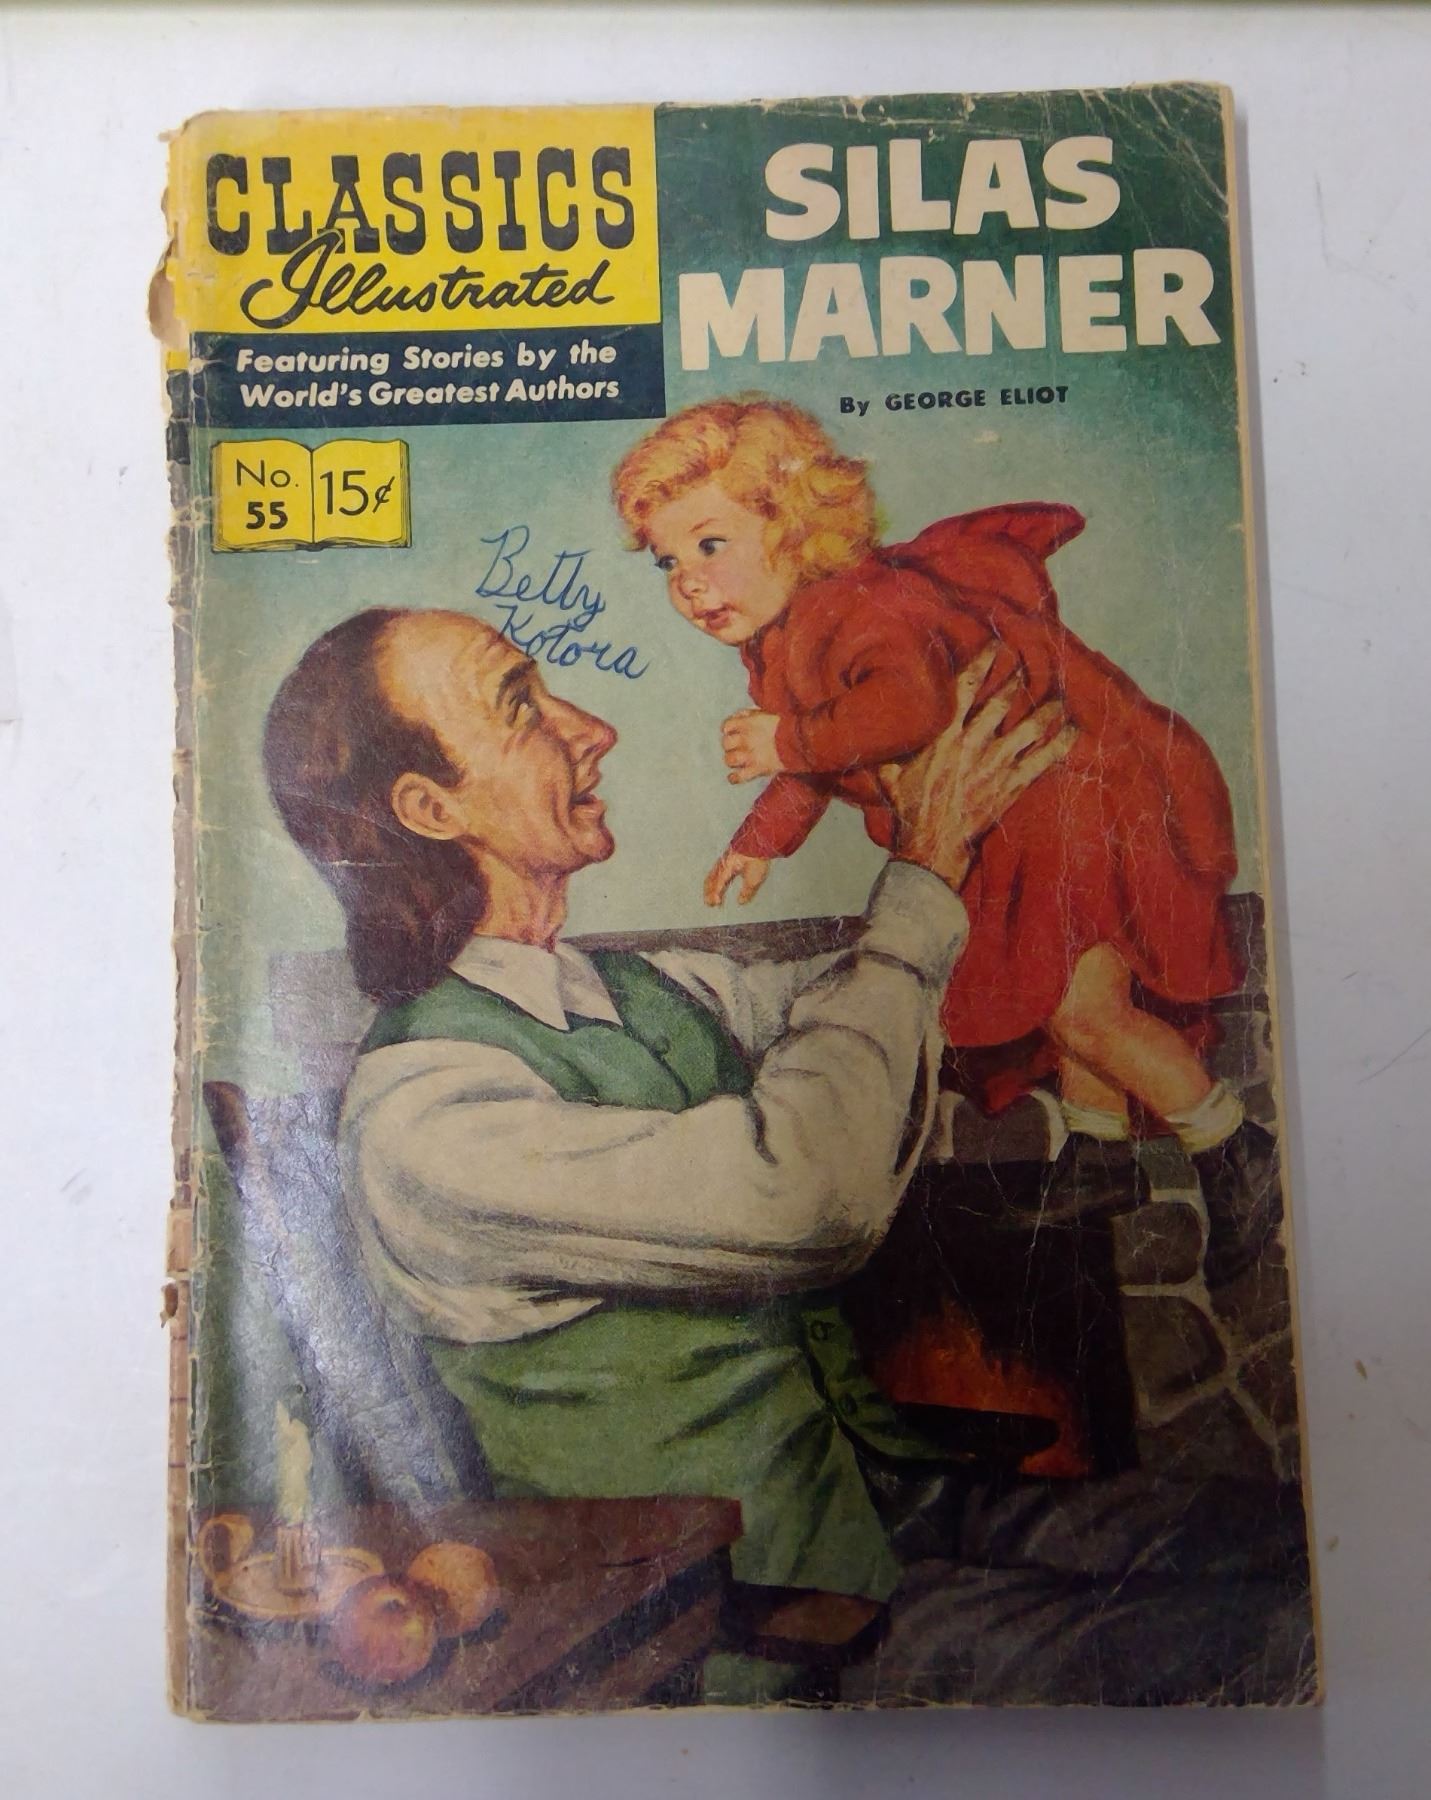 CLASSICS
Illustrated
Featuring Stories by the
World's Greatest Authors
SILAS
MARNER
By GEORGE ELIOT
No.
55
15¢
Betty
Kotora